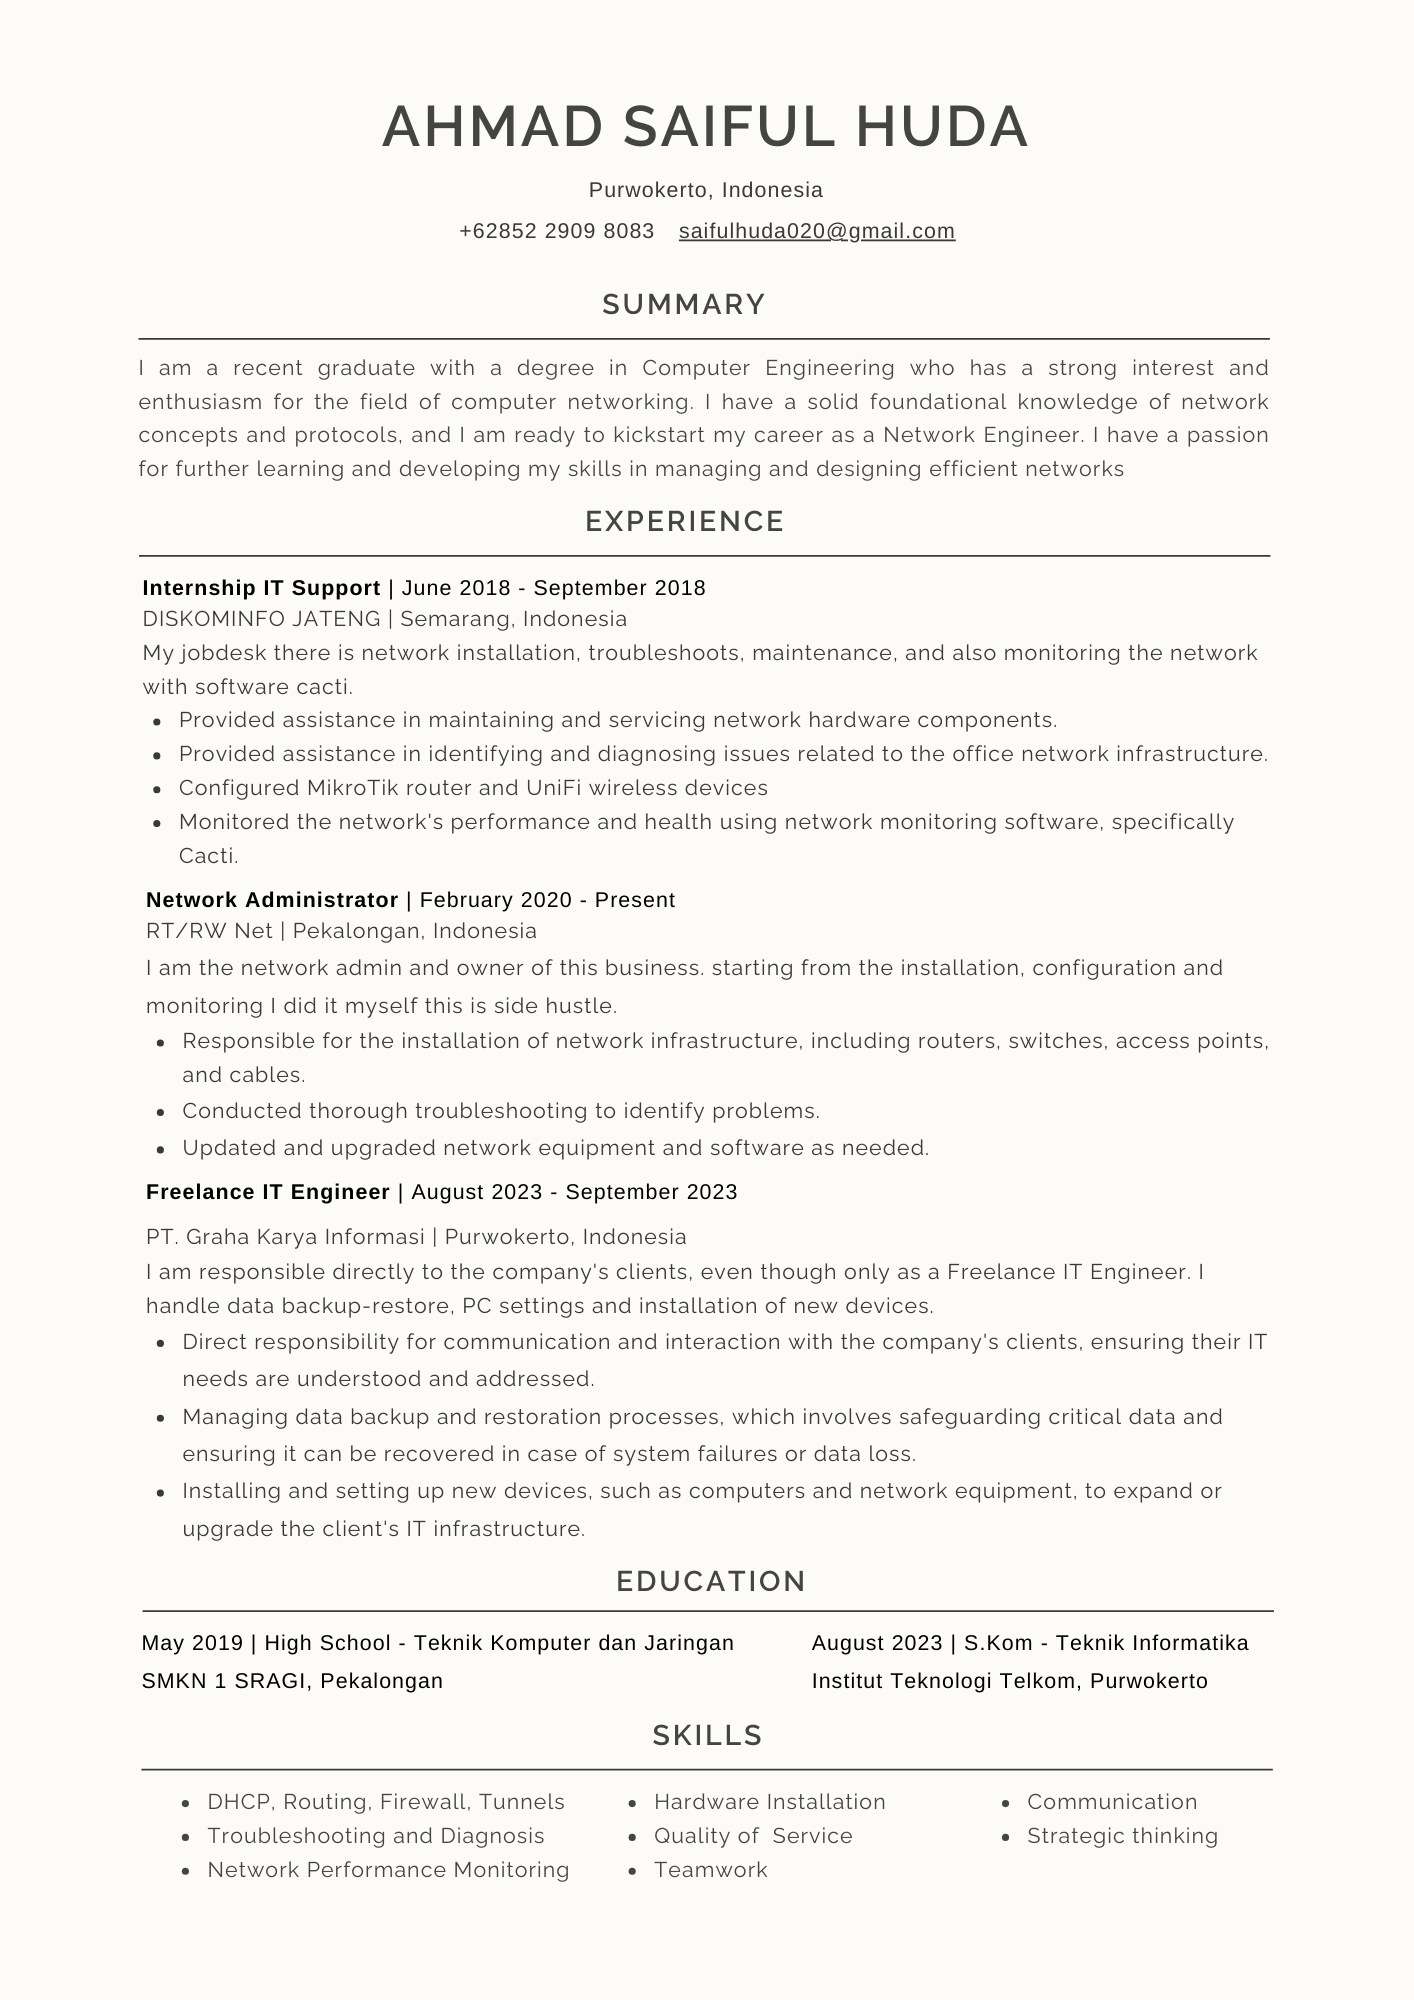 AHMAD SAIFUL HUDA
Purwokerto, Indonesia
+62852 2909 8083 saifulhuda020@gmail.com
SUMMARY
I am a recent graduate with a degree in Computer Engineering who has a strong interest and
enthusiasm for the field of computer networking. I have a solid foundational knowledge of network
concepts and protocols, and I am ready to kickstart my career as a Network Engineer. I have a passion
for further learning and developing my skills in managing and designing efficient networks
EXPERIENCE
Internship IT Support | June 2018 - September 2018
DISKOMINFO JATENG | Semarang, Indonesia
My jobdesk there is network installation, troubleshoots, maintenance, and also monitoring the network
with software cacti.
• Provided assistance in maintaining and servicing network hardware components.
• Provided assistance in identifying and diagnosing issues related to the office network infrastructure.
• Configured MikroTik router and UniFi wireless devices
• Monitored the network's performance and health using network monitoring software, specifically
Cacti.
Network Administrator | February 2020 - Present
RT/RW Net | Pekalongan, Indonesia
I am the network admin and owner of this business. starting from the installation, configuration and
monitoring I did it myself this is side hustle.
• Responsible for the installation of network infrastructure, including routers, switches, access points,
and cables.
• Conducted thorough troubleshooting to identify problems.
• Updated and upgraded network equipment and software as needed.
Freelance IT Engineer | August 2023 - September 2023
PT. Graha Karya Informasi | Purwokerto, Indonesia
I am responsible directly to the company's clients, even though only as a Freelance IT Engineer. I
handle data backup-restore, PC settings and installation of new devices.
• Direct responsibility for communication and interaction with the company's clients, ensuring their IT
needs are understood and addressed.
• Managing data backup and restoration processes, which involves safeguarding critical data and
ensuring it can be recovered in case of system failures or data loss.
• Installing and setting up new devices, such as computers and network equipment, to expand or
upgrade the client's IT infrastructure.
EDUCATION
May 2019 | High School - Teknik Komputer dan Jaringan
SMKN 1 SRAGI, Pekalongan
August 2023 | S.Kom - Teknik Informatika
Institut Teknologi Telkom, Purwokerto
SKILLS
• DHCP, Routing, Firewall, Tunnels
• Troubleshooting and Diagnosis
• Network Performance Monitoring
• Hardware Installation
• Quality of Service
• Teamwork
• Communication
• Strategic thinking